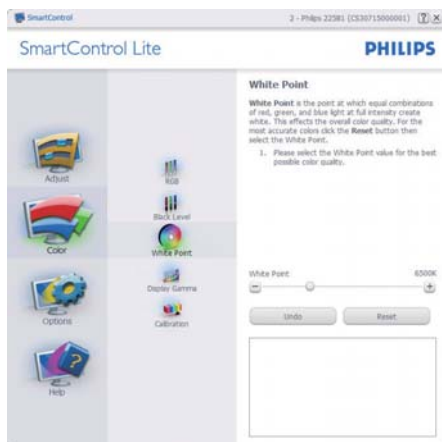 SmartControl
2 - Philips 225B1 (CS30715000001)
?
X
SmartControl Lite
PHILIPS
Adjust
Color
Options
Help
RGB
Black Level
White Point
Display Gamma
Calibration
White Point
White Point is the point at which equal combinations
of red, green, and blue light at full intensity create
white. This effects the overall color quality. For the
most accurate colors click the Reset button then
select the White Point.
1. Please select the White Point value for the best
possible color quality.
White Point
6500K
Undo
Reset